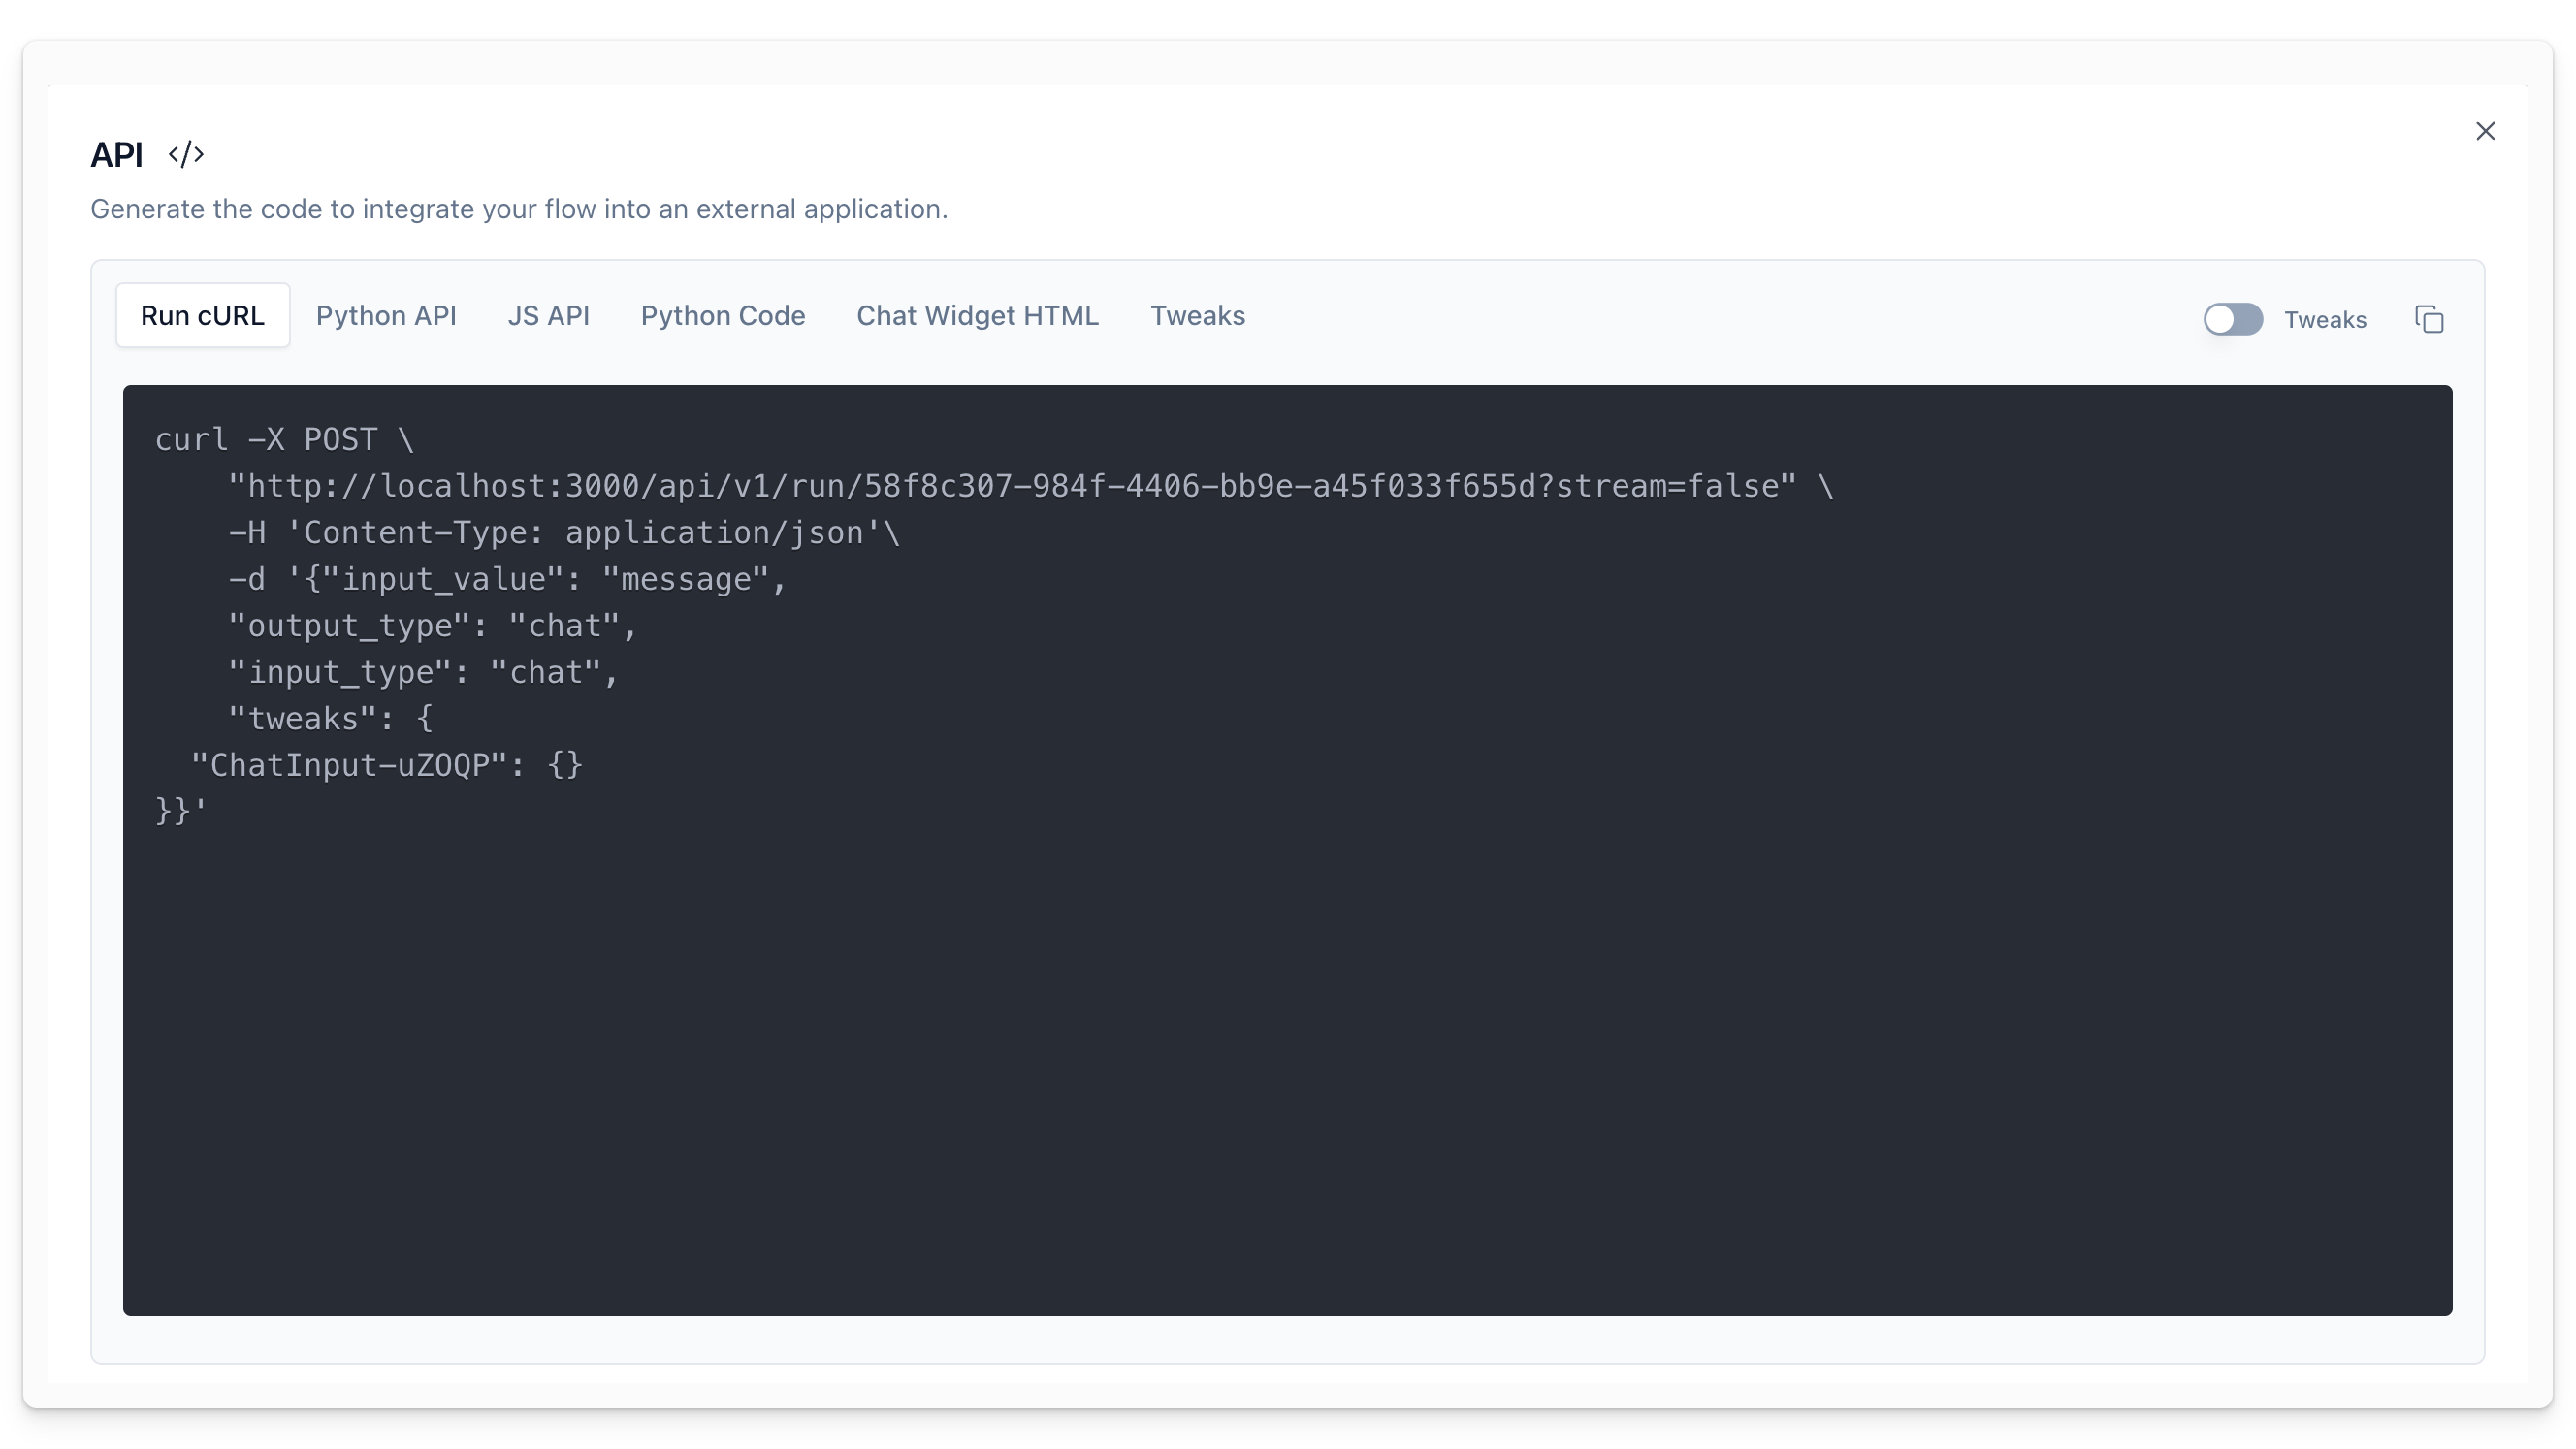 API </>
Generate the code to integrate your flow into an external application.
Run cURL Python API JS API Python Code Chat Widget HTML Tweaks Tweaks
curl -X POST \
    "http://localhost:3000/api/v1/run/58f8c307-984f-4406-bb9e-a45f033f655d?stream=false" \
    -H 'Content-Type: application/json'\
    -d '{"input_value": "message",
    "output_type": "chat",
    "input_type": "chat",
    "tweaks": {
  "ChatInput-uZOQP": {}
}}'